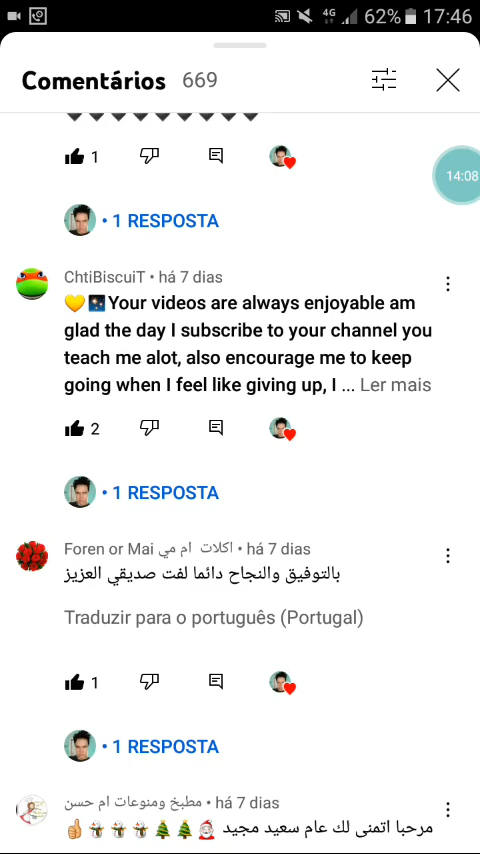 4G 62% 17:46
Comentários 669
14:08
1
• 1 RESPOSTA
ChtiBiscuiT • há 7 dias
💛🌠Your videos are always enjoyable am
glad the day I subscribe to your channel you
teach me alot, also encourage me to keep
going when I feel like giving up, I ... Ler mais
2
• 1 RESPOSTA
Foren or Mai اكلات ام مي • há 7 dias
بالتوفيق والنجاح دائما لفت صديقي العزيز
Traduzir para o português (Portugal)
1
• 1 RESPOSTA
مطبخ ومنوعات ام حسن • há 7 dias
مرحبا اتمنى لك عام سعيد مجيد 🎅🎄🎄⛄⛄⛄👍